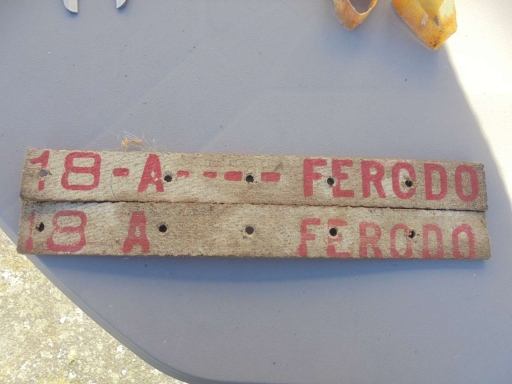 18-A---- FERODO
18 A FERODO